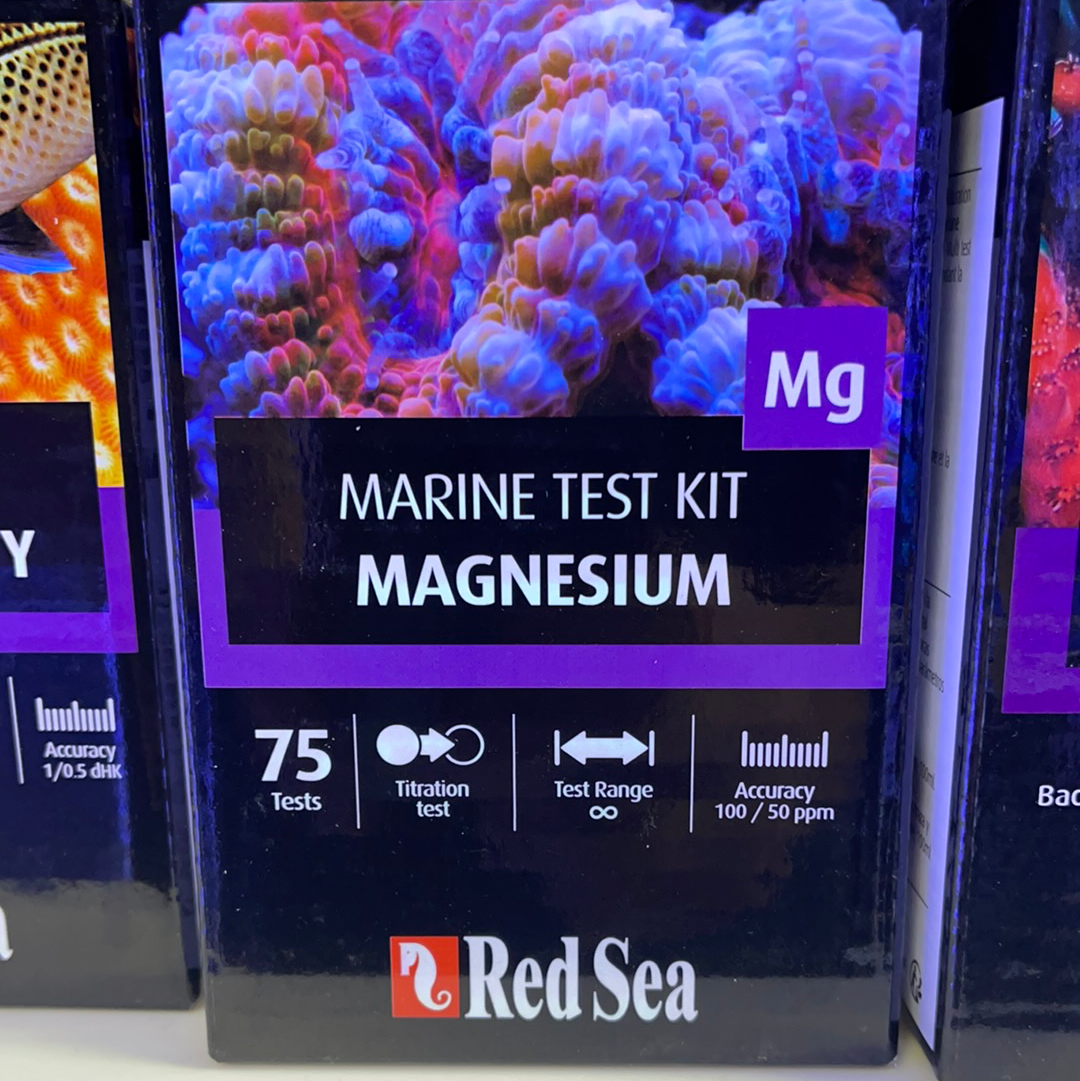 Mg
MARINE TEST KIT
MAGNESIUM
75
Tests
Titration
test
Test Range
∞
Accuracy
100 / 50 ppm
Red Sea
Y
Accuracy
1/0.5 dHK
Bac